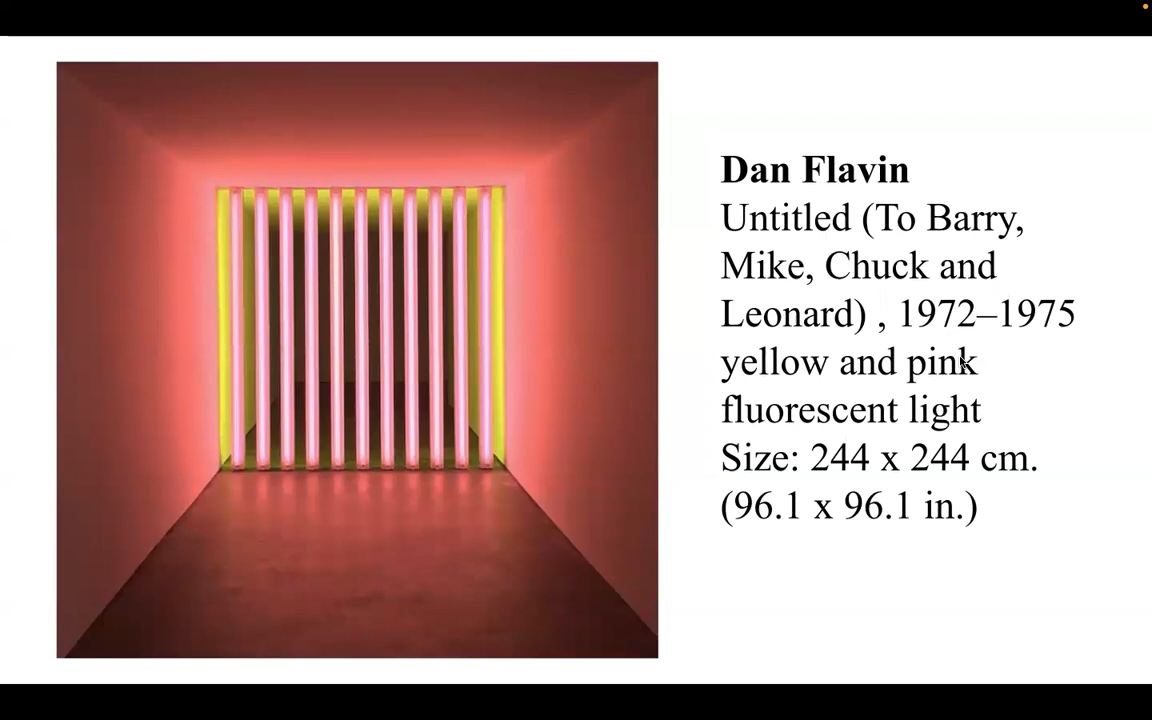 Dan Flavin
Untitled (To Barry,
Mike, Chuck and
Leonard) , 1972–1975
yellow and pink
fluorescent light
Size: 244 x 244 cm.
(96.1 x 96.1 in.)